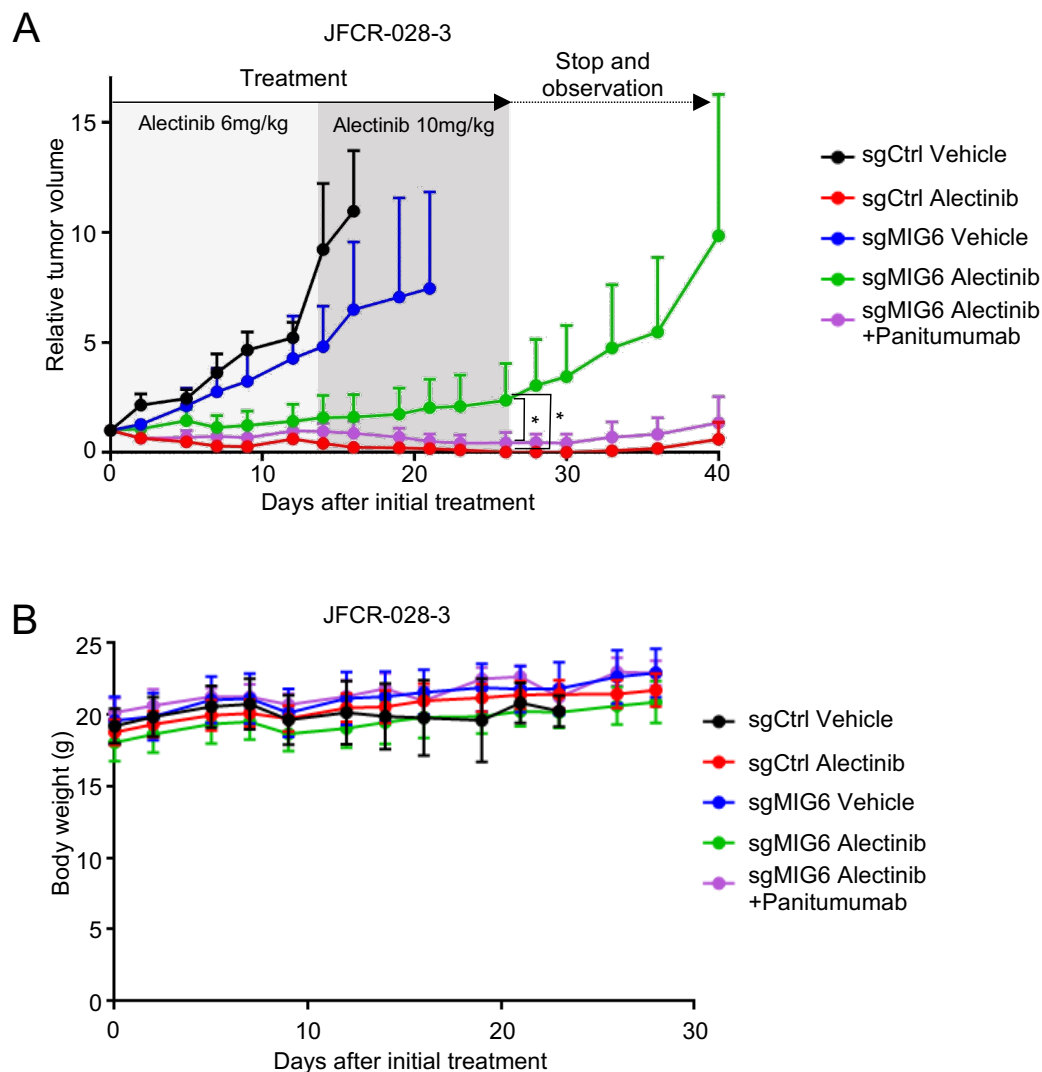 A
JFCR-028-3
Treatment
Stop and
observation
Alectinib 6mg/kg
Alectinib 10mg/kg
Relative tumor volume
15
10
5
0
0
10
20
30
40
Days after initial treatment
*
*
sgCtrl Vehicle
sgCtrl Alectinib
sgMIG6 Vehicle
sgMIG6 Alectinib
sgMIG6 Alectinib
+Panitumumab
B
JFCR-028-3
Body weight (g)
25
20
15
10
5
0
0
10
20
30
Days after initial treatment
sgCtrl Vehicle
sgCtrl Alectinib
sgMIG6 Vehicle
sgMIG6 Alectinib
sgMIG6 Alectinib
+Panitumumab